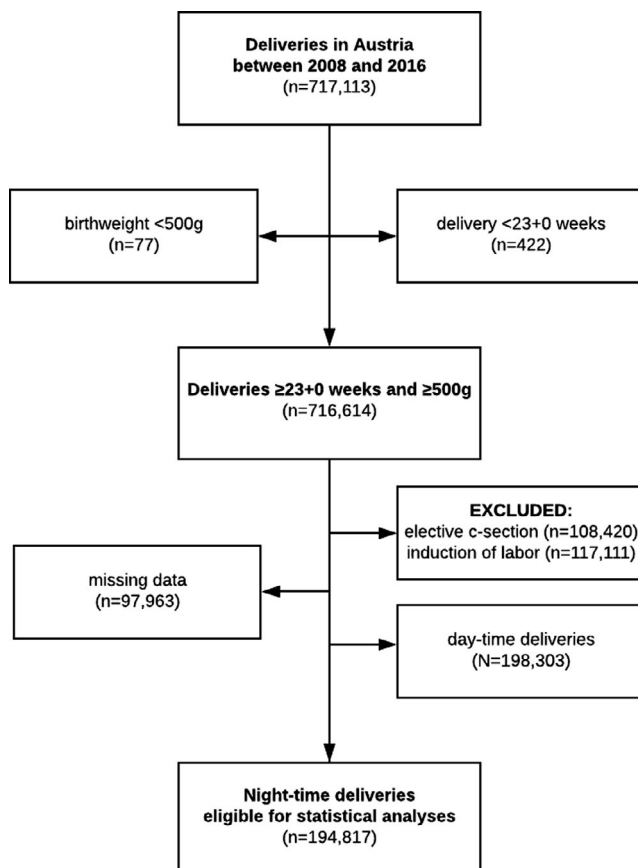 Deliveries in Austria
between 2008 and 2016
(n=717,113)
birthweight <500g
(n=77)
delivery <23+0 weeks
(n=422)
Deliveries ≥23+0 weeks and ≥500g
(n=716,614)
EXCLUDED:
elective c-section (n=108,420)
induction of labor (n=117,111)
missing data
(n=97,963)
day-time deliveries
(N=198,303)
Night-time deliveries
eligible for statistical analyses
(n=194,817)